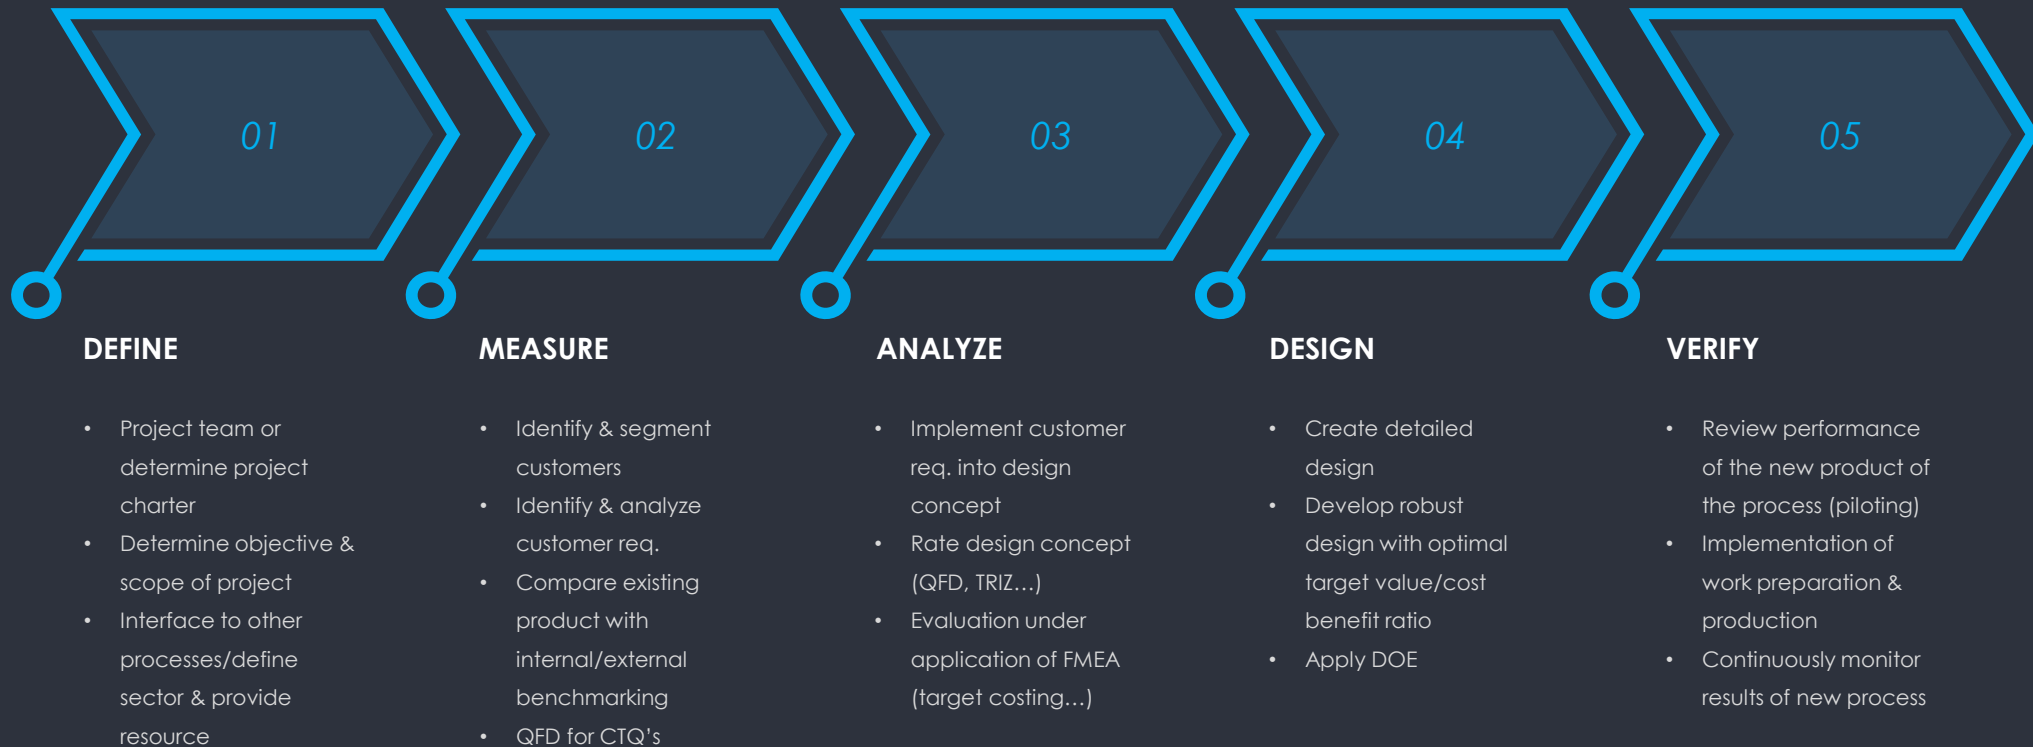 01
02
03
04
05
DEFINE
• Project team or
determine project
charter
• Determine objective &
scope of project
• Interface to other
processes/define
sector & provide
resource
MEASURE
• Identify & segment
customers
• Identify & analyze
customer req.
• Compare existing
product with
internal/external
benchmarking
• QFD for CTQ's
ANALYZE
• Implement customer
req. into design
concept
• Rate design concept
(QFD, TRIZ...)
• Evaluation under
application of FMEA
(target costing...)
DESIGN
• Create detailed
design
• Develop robust
design with optimal
target value/cost
benefit ratio
• Apply DOE
VERIFY
• Review performance
of the new product of
the process (piloting)
• Implementation of
work preparation &
production
• Continuously monitor
results of new process